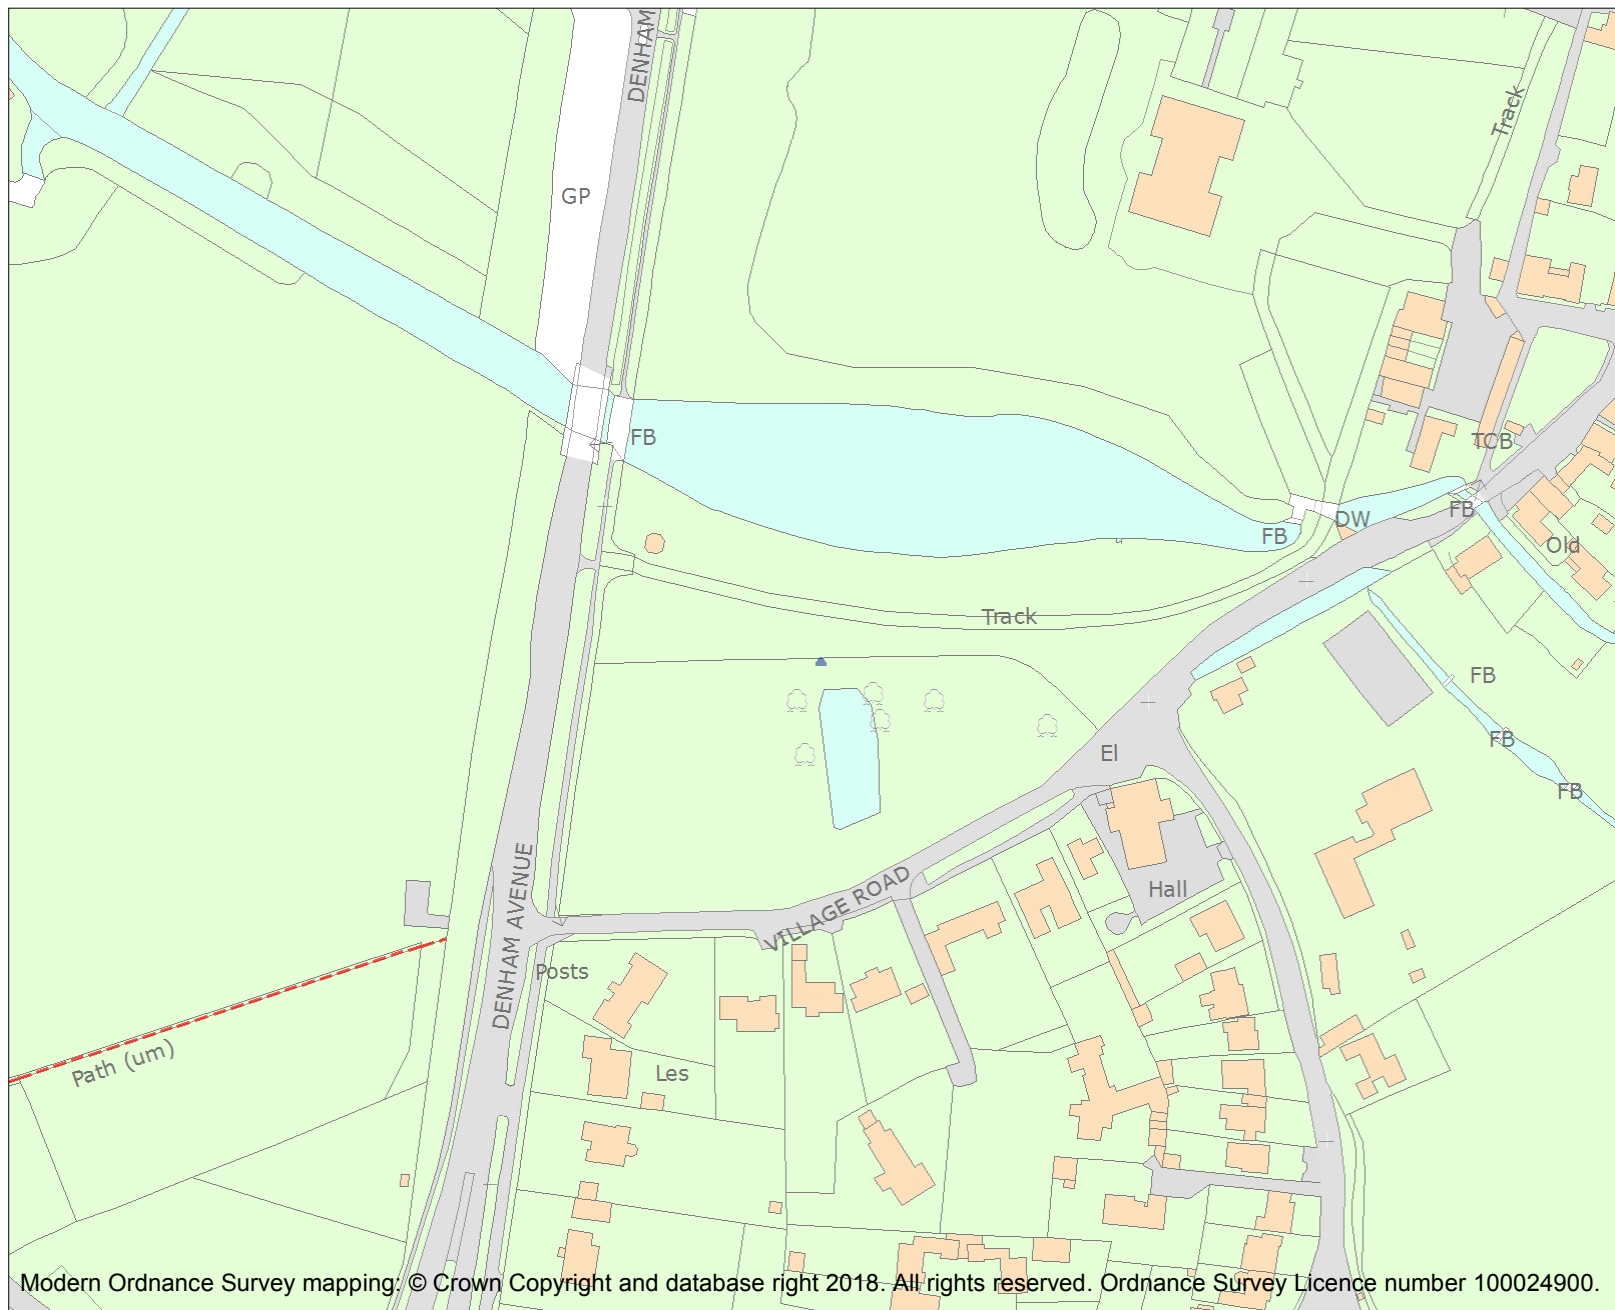 DENHAM
Track
GP
FB
TCB
FB
DW
FB
Old
Track
FB
FB
El
FB
DENHAM AVENUE
VILLAGE ROAD
Hall
Posts
Path (um)
Les
Modern Ordnance Survey mapping: © Crown Copyright and database right 2018. All rights reserved. Ordnance Survey Licence number 100024900.